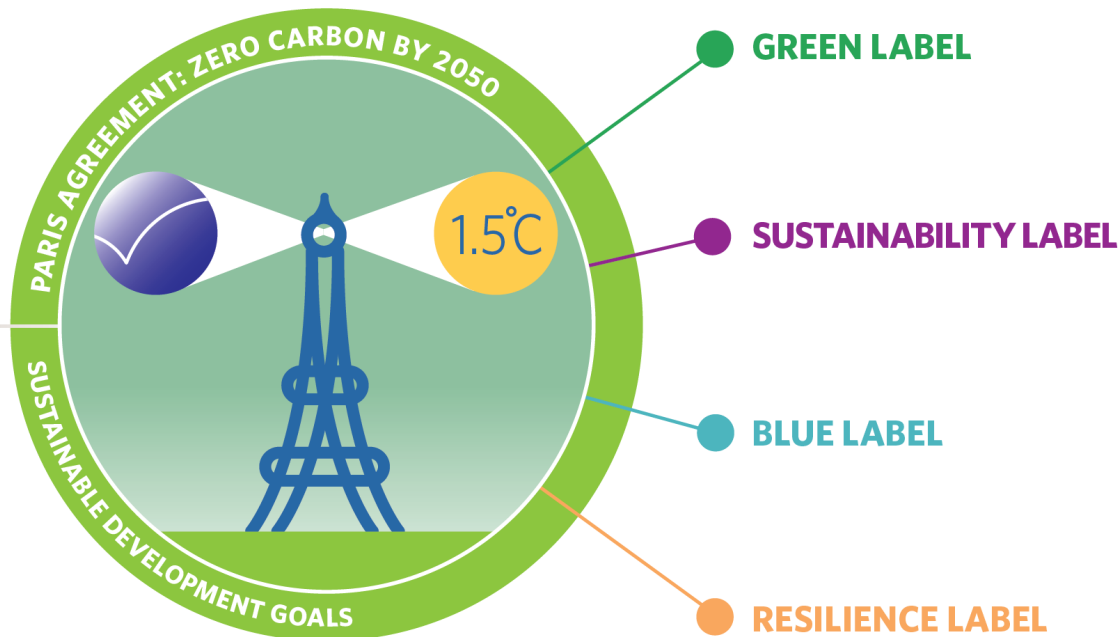 PARIS AGREEMENT: ZERO CARBON BY 2050
SUSTAINABLE DEVELOPMENT GOALS
1.5°C
GREEN LABEL
SUSTAINABILITY LABEL
BLUE LABEL
RESILIENCE LABEL